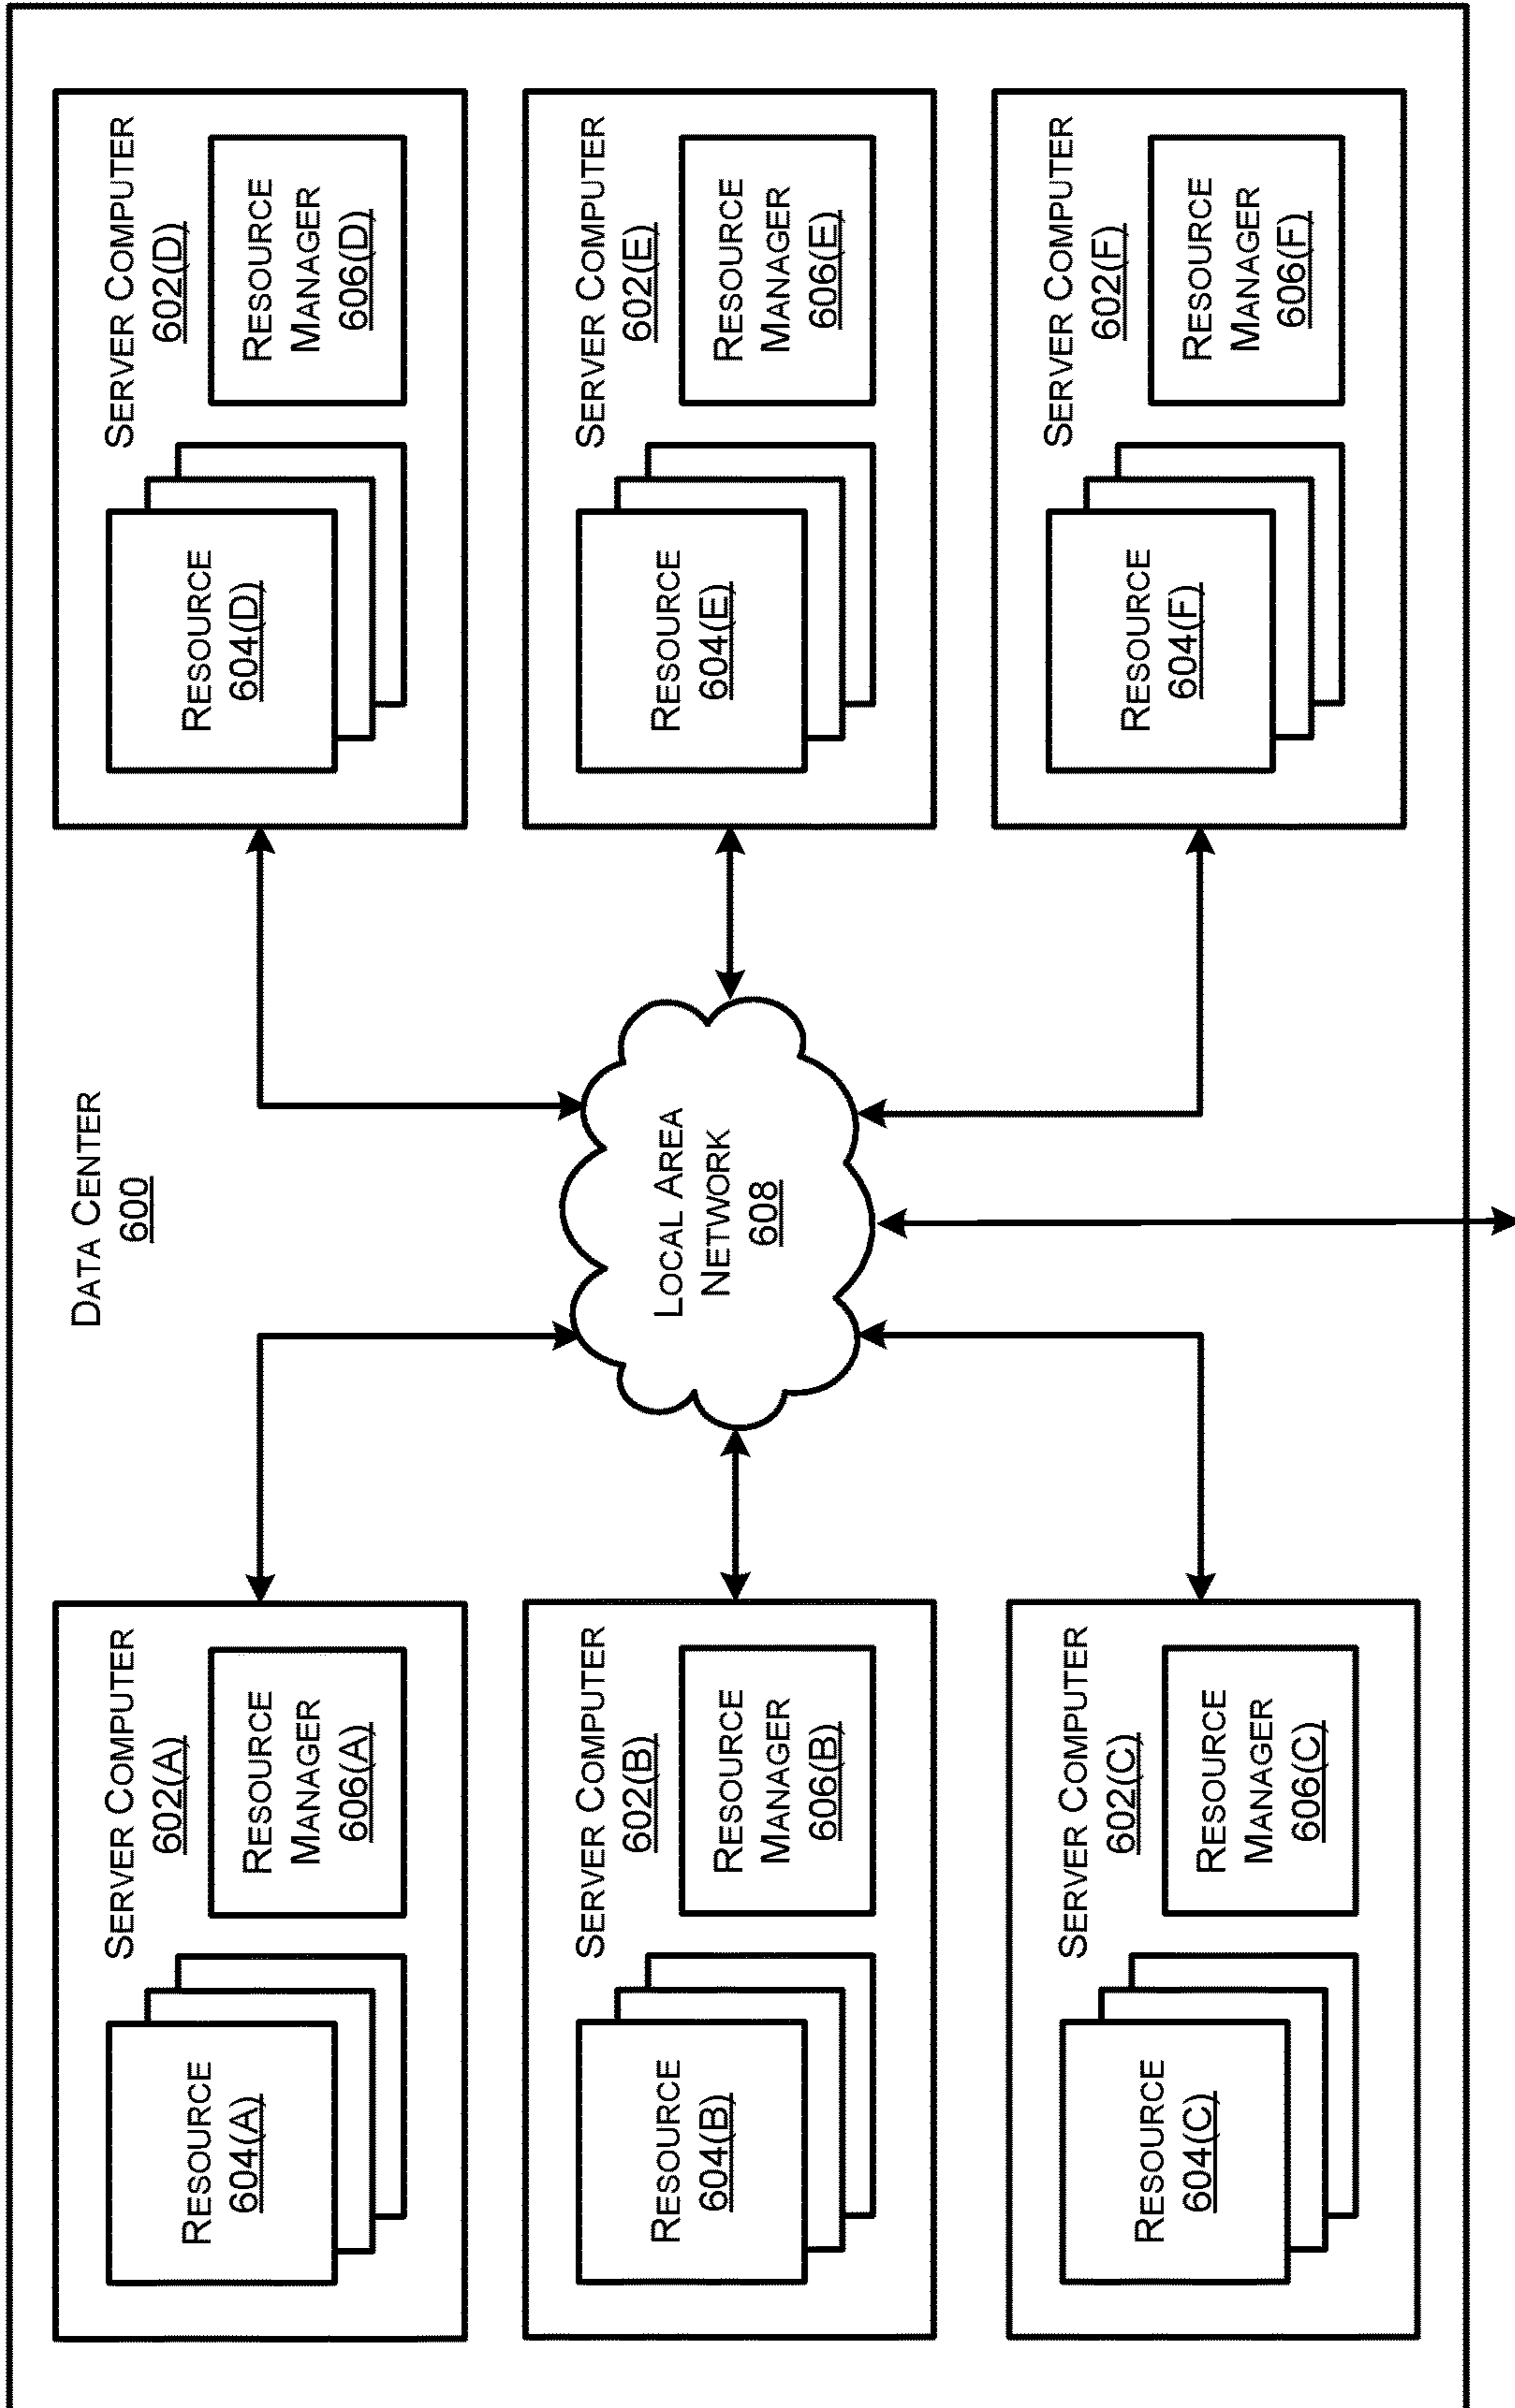 DATA CENTER
600
SERVER COMPUTER
602(A)
RESOURCE
604(A)
RESOURCE
MANAGER
606(A)
SERVER COMPUTER
602(B)
RESOURCE
604(B)
RESOURCE
MANAGER
606(B)
SERVER COMPUTER
602(C)
RESOURCE
604(C)
RESOURCE
MANAGER
606(C)
LOCAL AREA
NETWORK
608
SERVER COMPUTER
602(D)
RESOURCE
604(D)
RESOURCE
MANAGER
606(D)
SERVER COMPUTER
602(E)
RESOURCE
604(E)
RESOURCE
MANAGER
606(E)
SERVER COMPUTER
602(F)
RESOURCE
604(F)
RESOURCE
MANAGER
606(F)